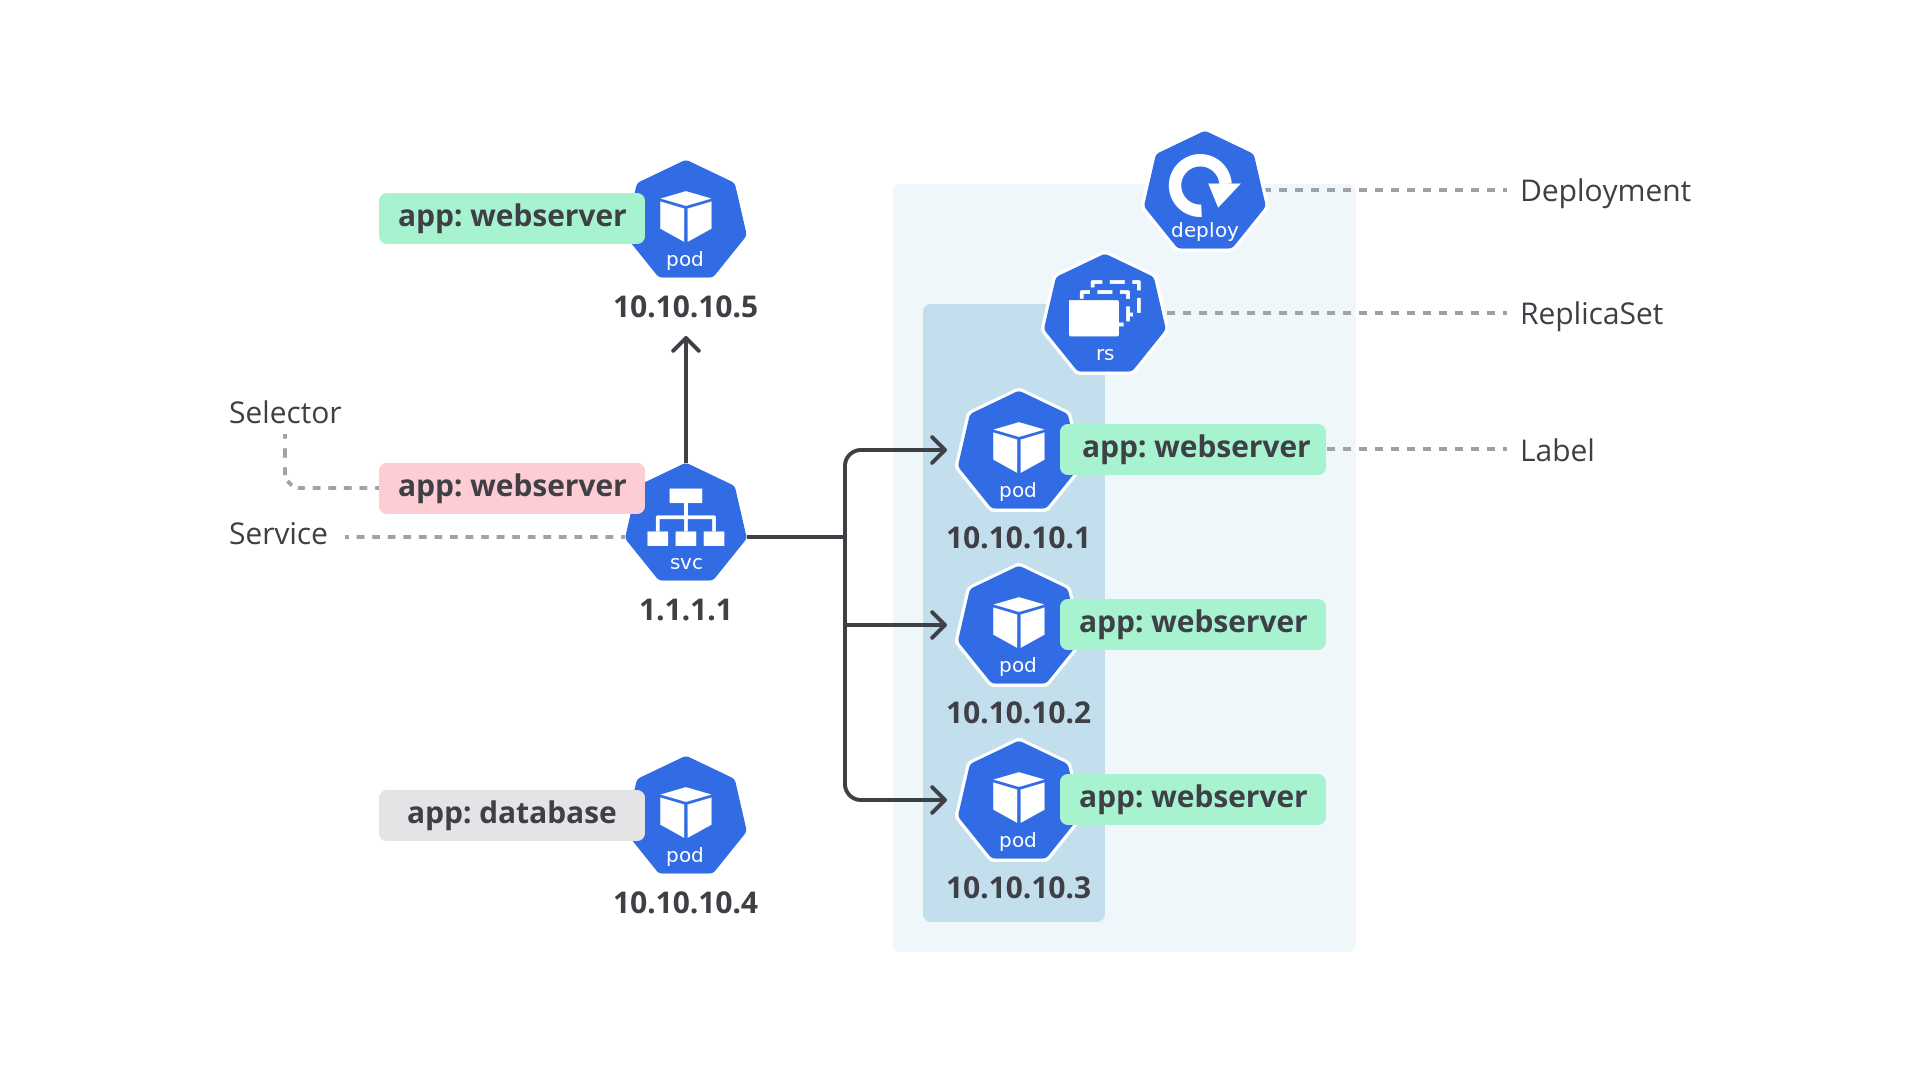 deploy
Deployment
app: webserver
pod
10.10.10.5
rs
ReplicaSet
Selector
app: webserver
Service
svc
1.1.1.1
pod
app: webserver
Label
10.10.10.1
pod
app: webserver
10.10.10.2
pod
app: webserver
10.10.10.3
app: database
pod
10.10.10.4